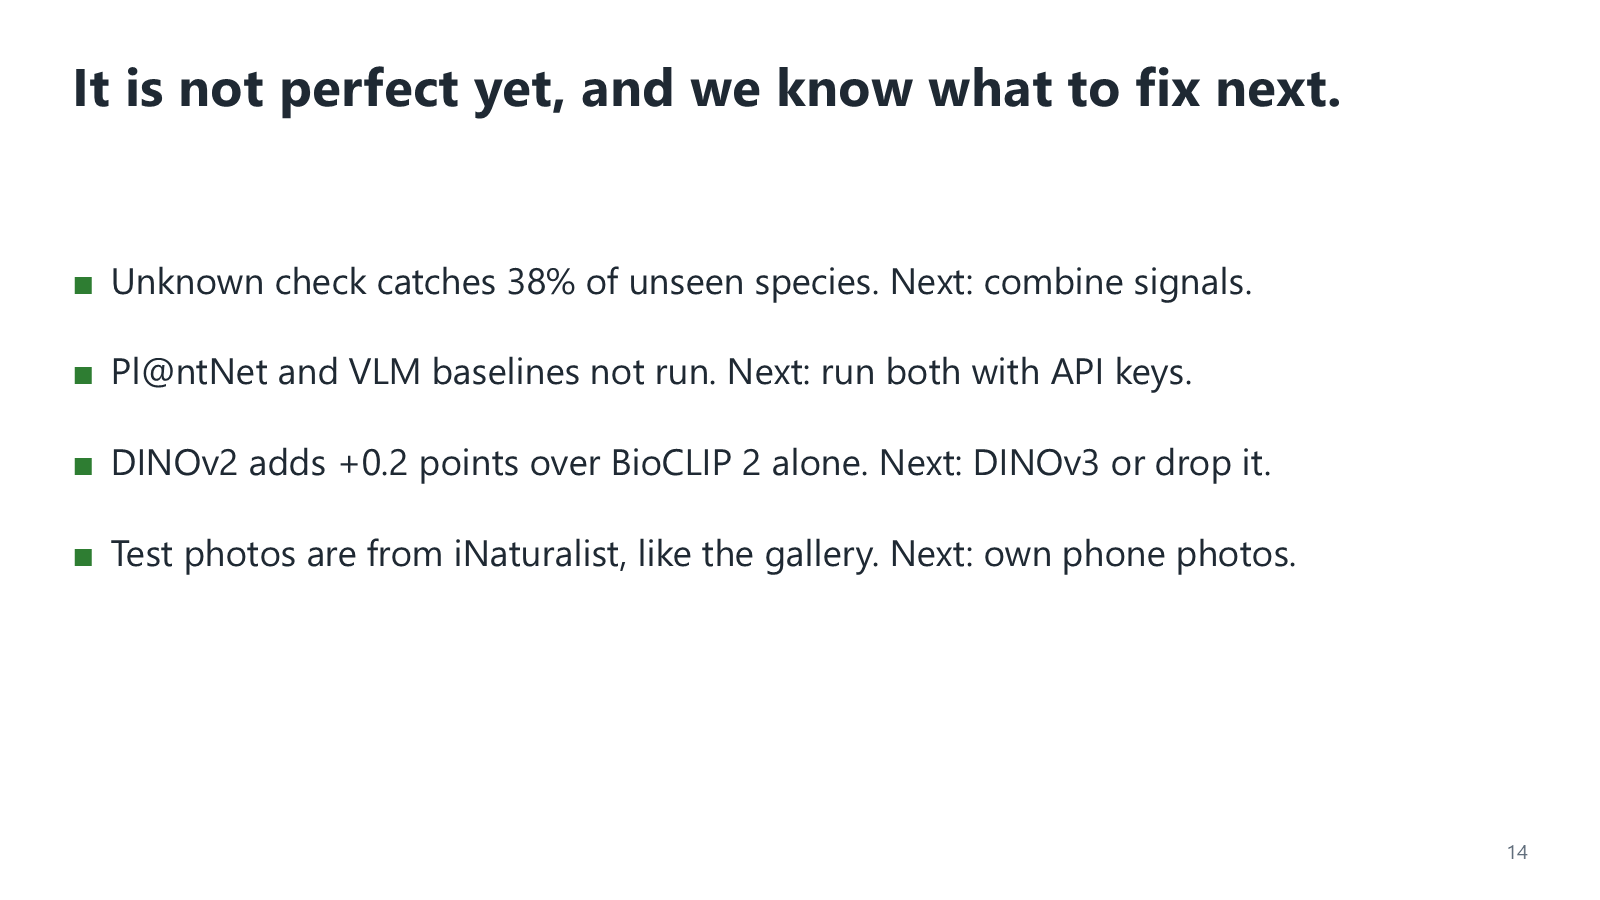 It is not perfect yet, and we know what to fix next.
■ Unknown check catches 38% of unseen species. Next: combine signals.
■ Pl@ntNet and VLM baselines not run. Next: run both with API keys.
■ DINOv2 adds +0.2 points over BioCLIP 2 alone. Next: DINOv3 or drop it.
■ Test photos are from iNaturalist, like the gallery. Next: own phone photos.
14